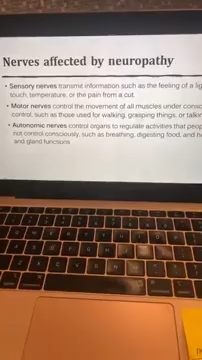 Nerves affected by neuropathy
• Sensory nerves transmit information such as the feeling of a lig
touch, temperature, or the pain from a cut.
• Motor nerves control the movement of all muscles under consc
control, such as those used for walking, grasping things, or talkin
• Autonomic nerves control organs to regulate activities that peop
not control consciously, such as breathing, digesting food, and he
and gland functions